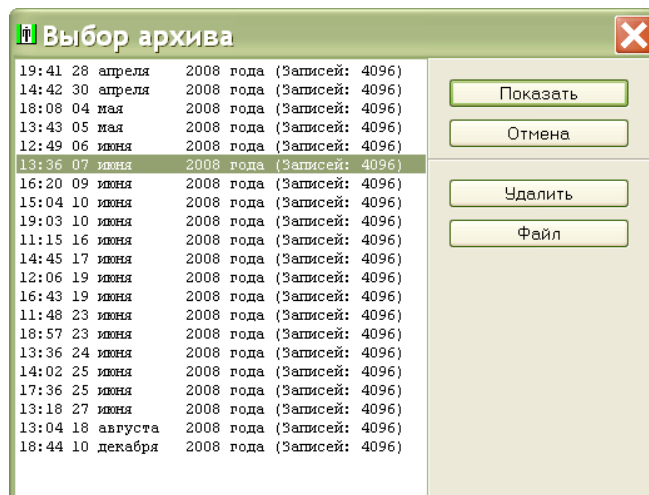 Выбор архива
19:41 28 апреля 2008 года (Записей: 4096)
14:42 30 апреля 2008 года (Записей: 4096)
18:08 04 мая 2008 года (Записей: 4096)
13:43 05 мая 2008 года (Записей: 4096)
12:49 06 июня 2008 года (Записей: 4096)
13:36 07 июня 2008 года (Записей: 4096)
16:20 09 июня 2008 года (Записей: 4096)
15:04 10 июня 2008 года (Записей: 4096)
19:03 10 июня 2008 года (Записей: 4096)
11:15 16 июня 2008 года (Записей: 4096)
14:45 17 июня 2008 года (Записей: 4096)
12:06 19 июня 2008 года (Записей: 4096)
16:43 19 июня 2008 года (Записей: 4096)
11:48 23 июня 2008 года (Записей: 4096)
18:57 23 июня 2008 года (Записей: 4096)
13:36 24 июня 2008 года (Записей: 4096)
14:02 25 июня 2008 года (Записей: 4096)
17:36 25 июня 2008 года (Записей: 4096)
13:18 27 июня 2008 года (Записей: 4096)
13:04 18 августа 2008 года (Записей: 4096)
18:44 10 декабря 2008 года (Записей: 4096)
Показать
Отмена
Удалить
Файл